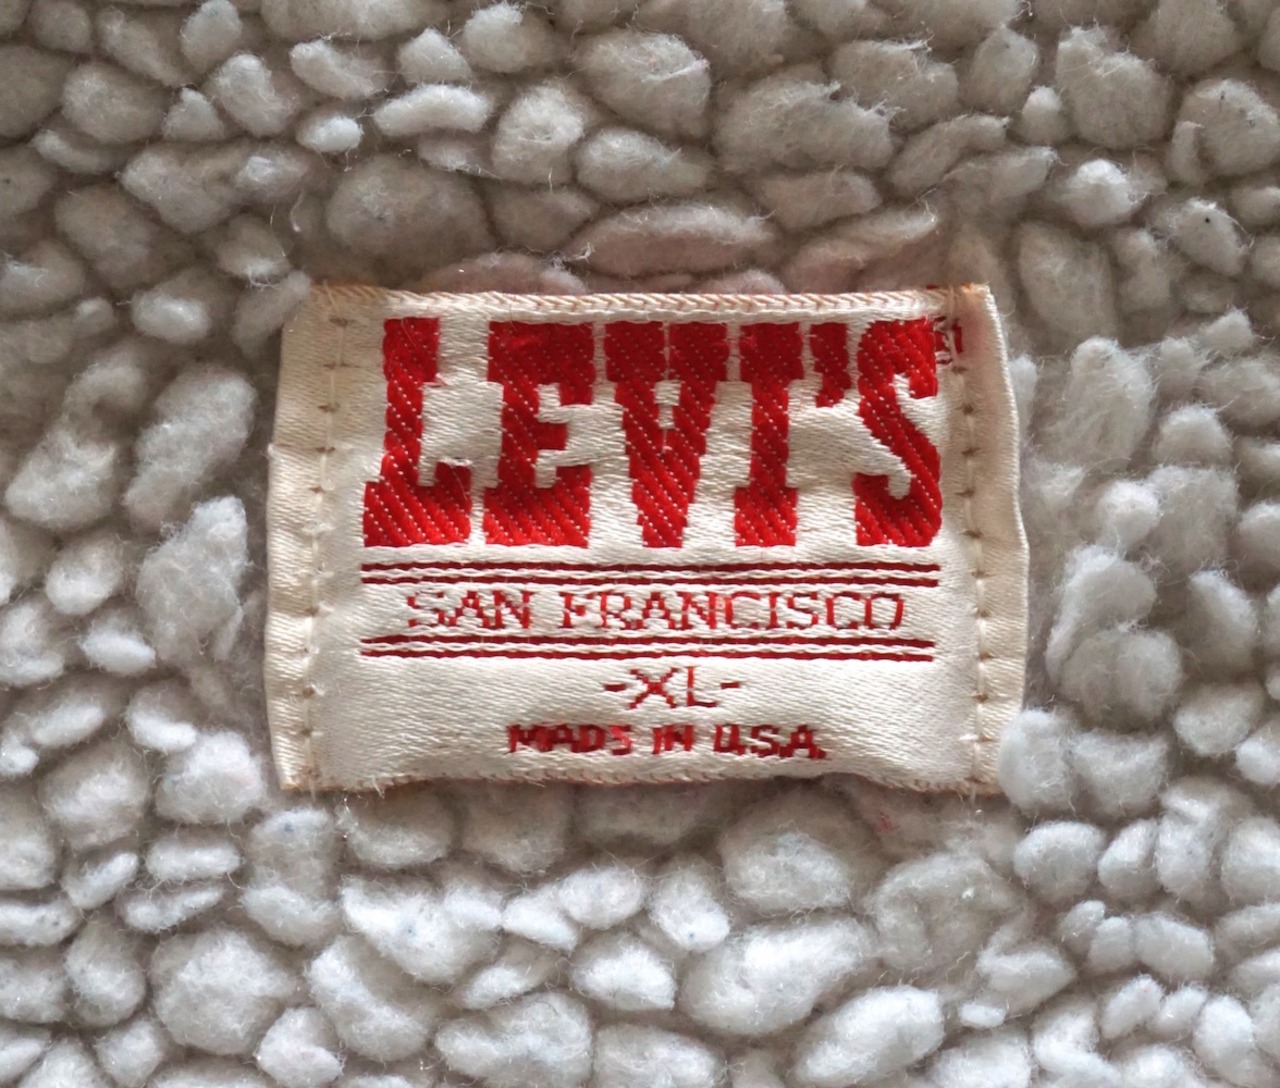 LEVI'S
SAN FRANCISCO
-XL-
MADE IN U.S.A.